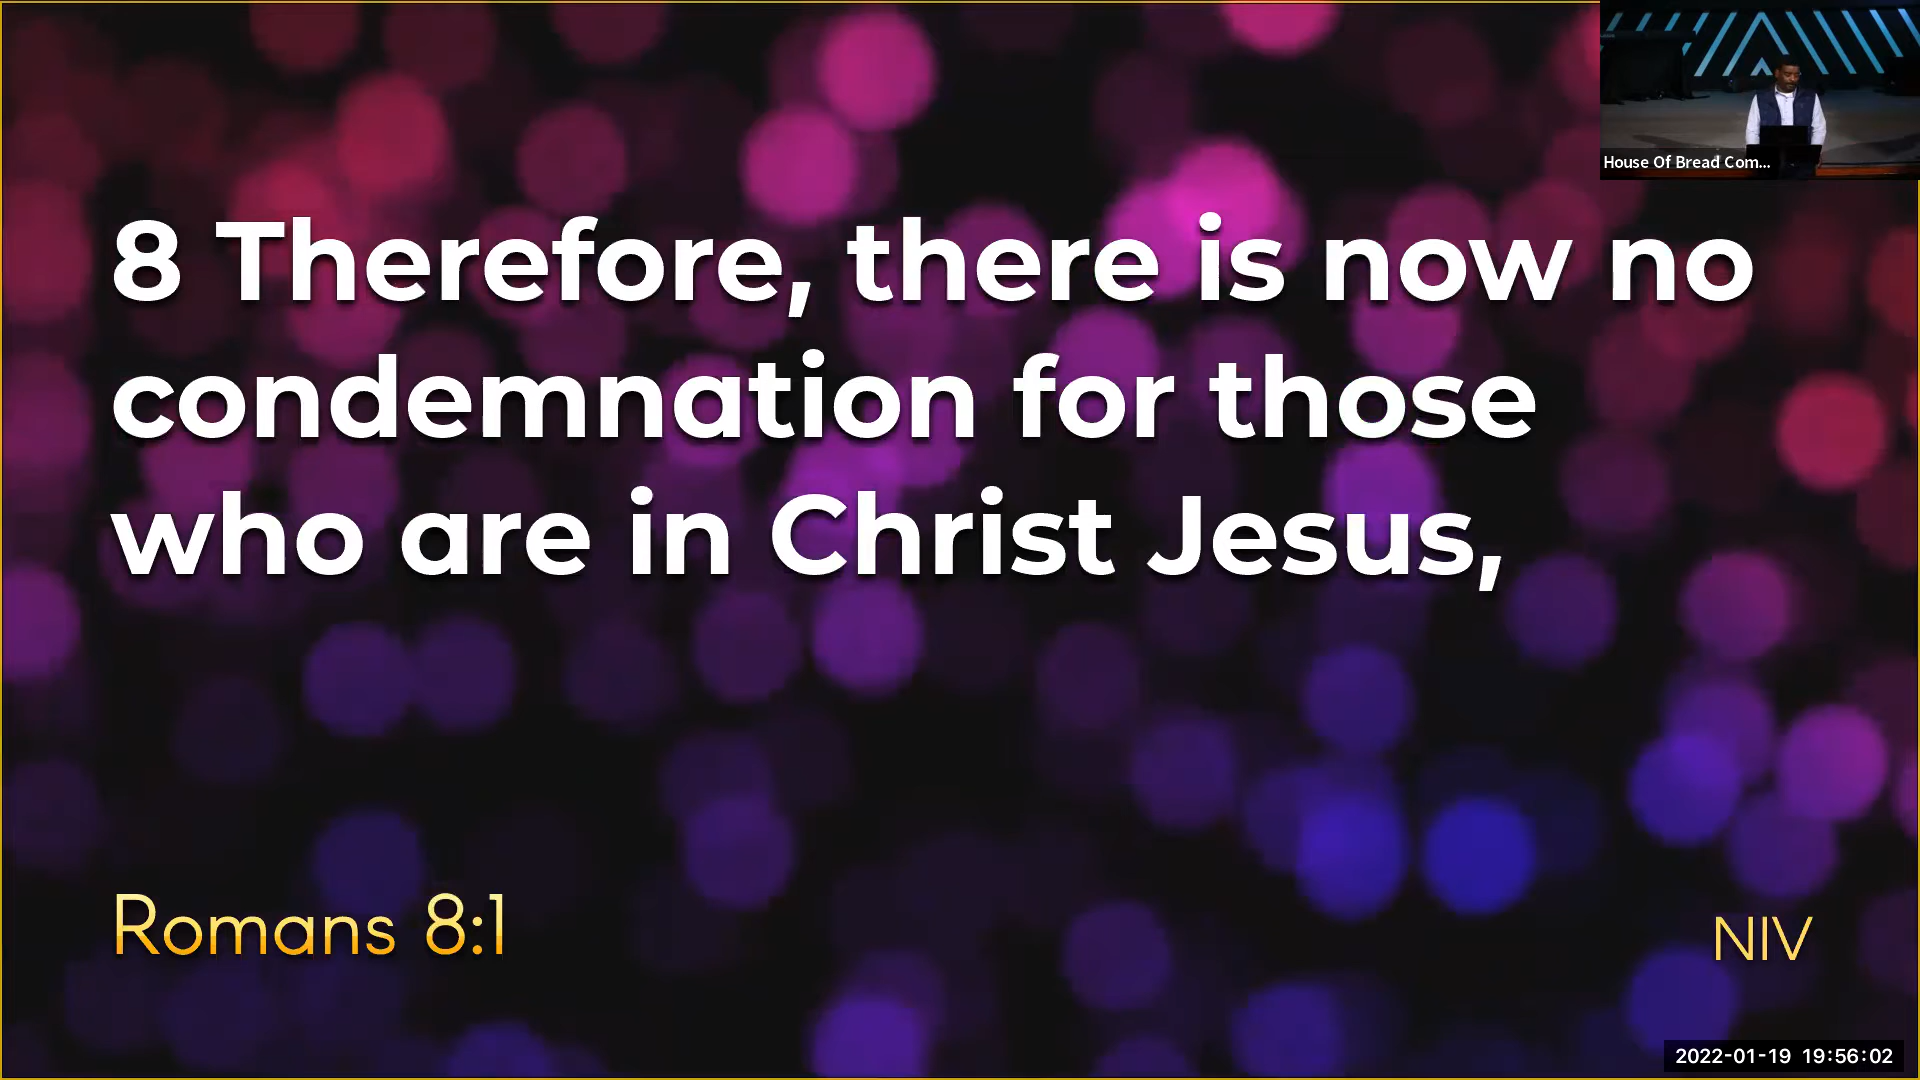 House Of Bread Com...
8 Therefore, there is now no
condemnation for those
who are in Christ Jesus,
Romans 8:1
NIV
2022-01-19 19:56:02